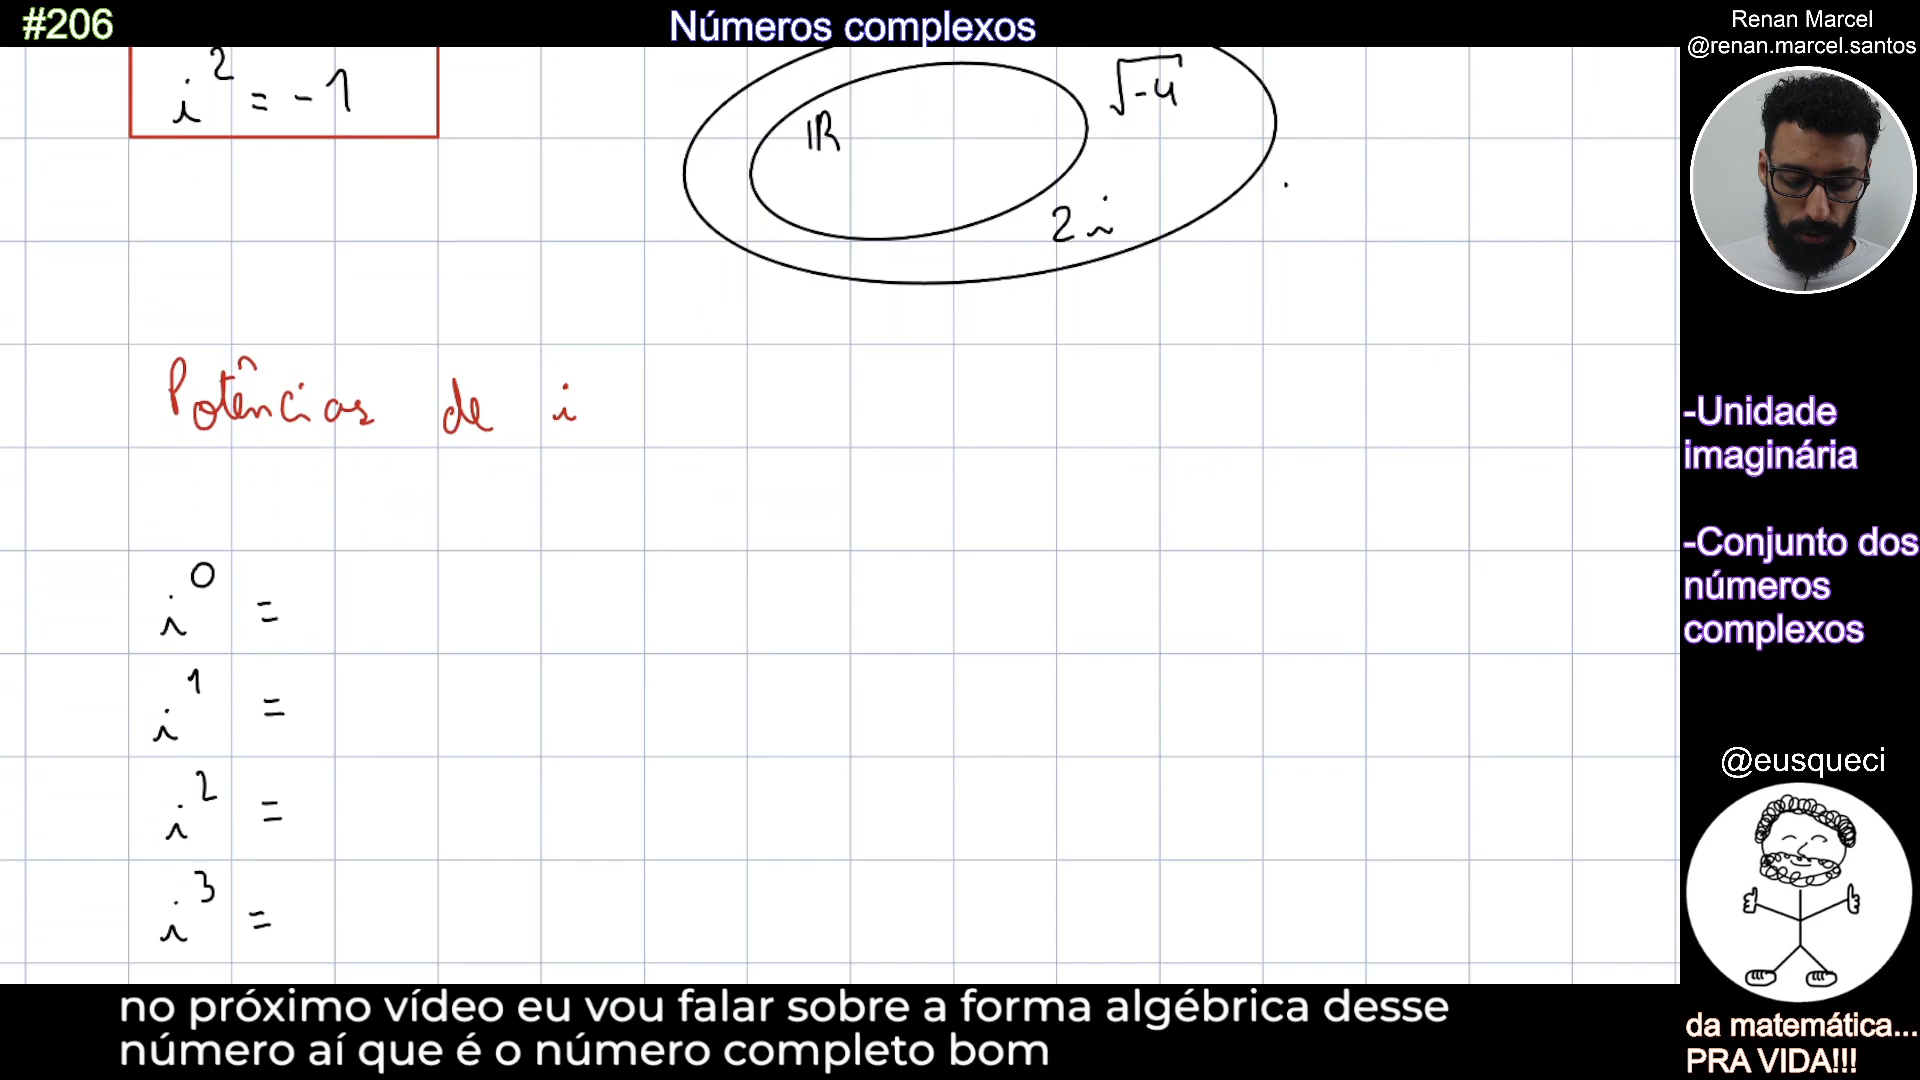 #206
Números complexos
Renan Marcel
@renan.marcel.santos
i² = -1
ℝ
√-4
2i
Potências de i
i⁰ =
i¹ =
i² =
i³ =
-Unidade
imaginária
-Conjunto dos
números
complexos
@eusqueci
da matemática...
PRA VIDA!!!
no próximo vídeo eu vou falar sobre a forma algébrica desse
número aí que é o número completo bom